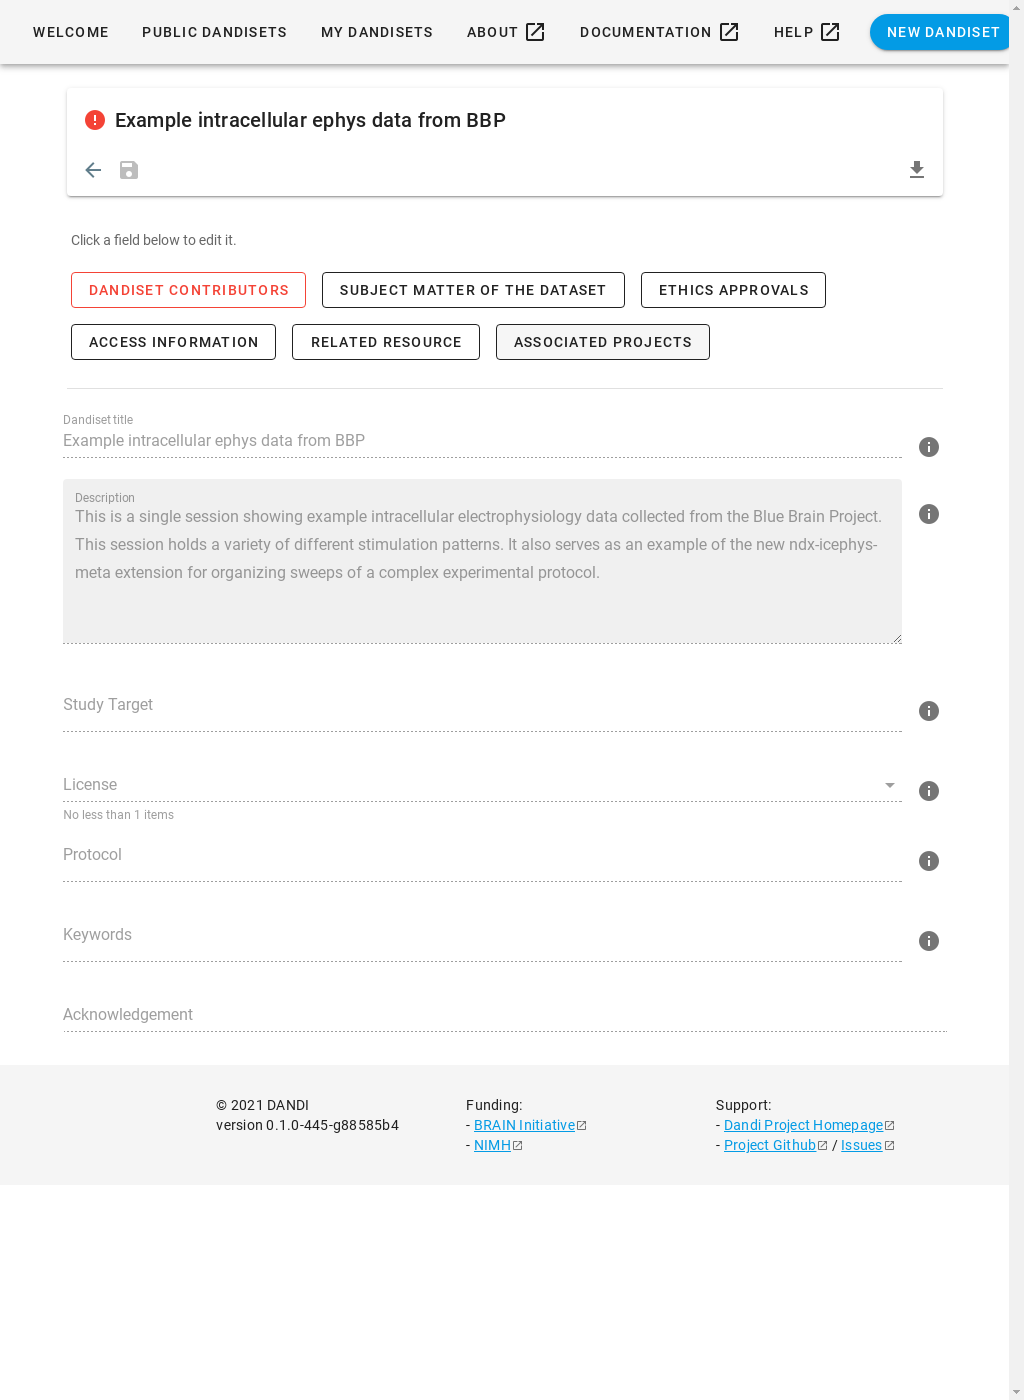 WELCOME PUBLIC DANDISETS MY DANDISETS ABOUT DOCUMENTATION HELP NEW DANDISET
Example intracellular ephys data from BBP
Click a field below to edit it.
DANDISET CONTRIBUTORS SUBJECT MATTER OF THE DATASET ETHICS APPROVALS
ACCESS INFORMATION RELATED RESOURCE ASSOCIATED PROJECTS
Dandiset title
Example intracellular ephys data from BBP
Description
This is a single session showing example intracellular electrophysiology data collected from the Blue Brain Project.
This session holds a variety of different stimulation patterns. It also serves as an example of the new ndx-icephys-
meta extension for organizing sweeps of a complex experimental protocol.
Study Target
License
No less than 1 items
Protocol
Keywords
Acknowledgement
© 2021 DANDI
version 0.1.0-445-g88585b4
Funding:
- BRAIN Initiative
- NIMH
Support:
- Dandi Project Homepage
- Project Github / Issues